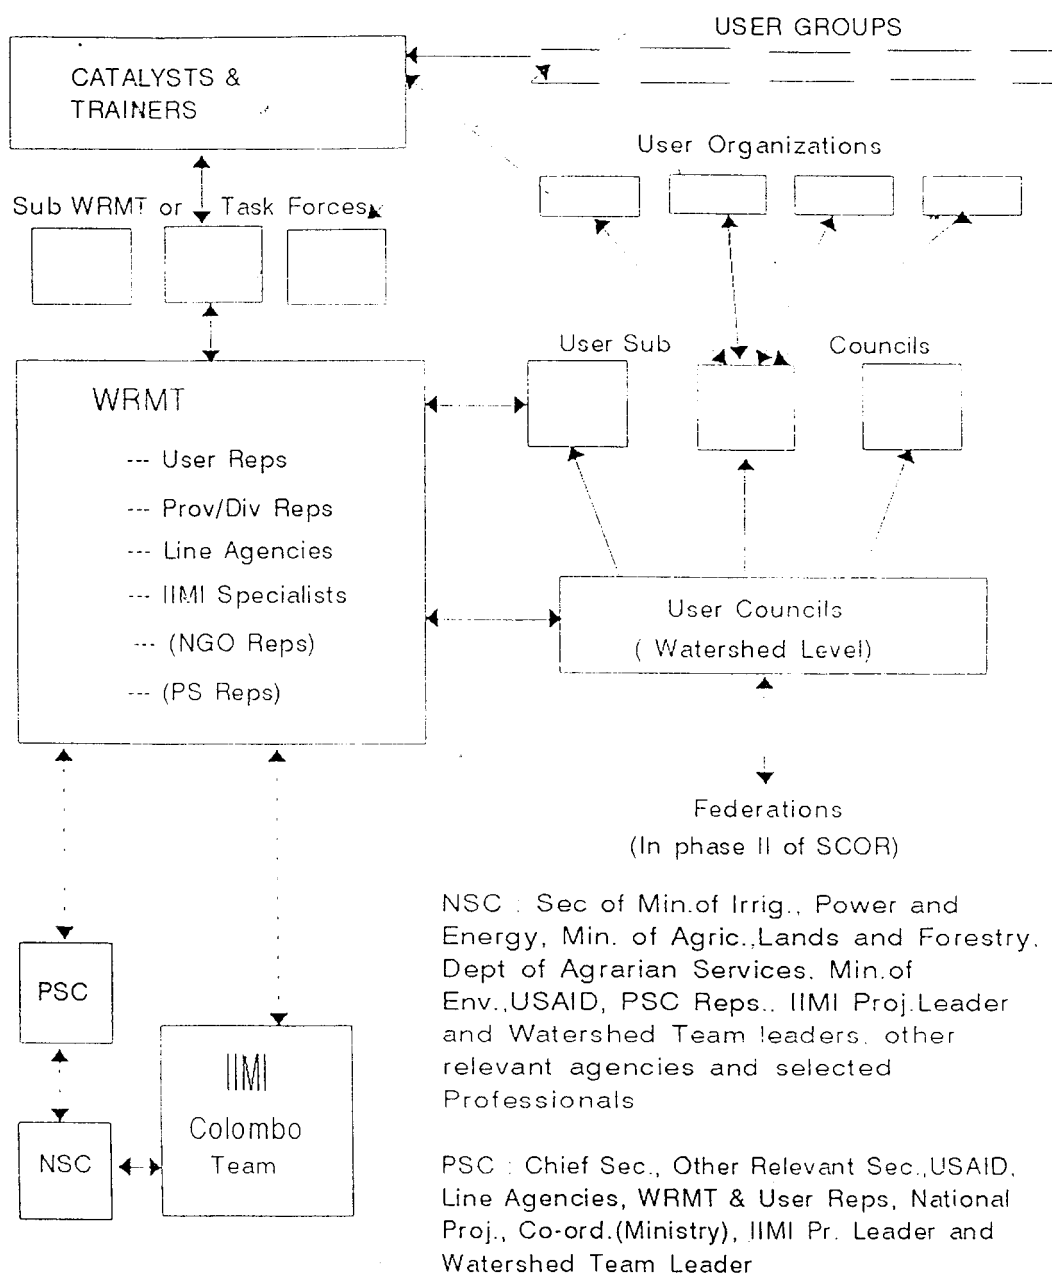 USER GROUPS
CATALYSTS &
TRAINERS
User Organizations
Sub WRMT or Task Forces
User Sub Councils
WRMT
--- User Reps
--- Prov/Div Reps
--- Line Agencies
--- IIMI Specialists
--- (NGO Reps)
--- (PS Reps)
User Councils
( Watershed Level)
Federations
(In phase II of SCOR)
NSC : Sec of Min.of Irrig., Power and
Energy, Min. of Agric.,Lands and Forestry,
Dept of Agrarian Services, Min.of
Env.,USAID, PSC Reps.. IIMI Proj.Leader
and Watershed Team leaders, other
relevant agencies and selected
Professionals
PSC
IIMI
Colombo
Team
NSC
PSC : Chief Sec., Other Relevant Sec.,USAID,
Line Agencies, WRMT & User Reps, National
Proj., Co-ord.(Ministry), IIMI Pr. Leader and
Watershed Team Leader